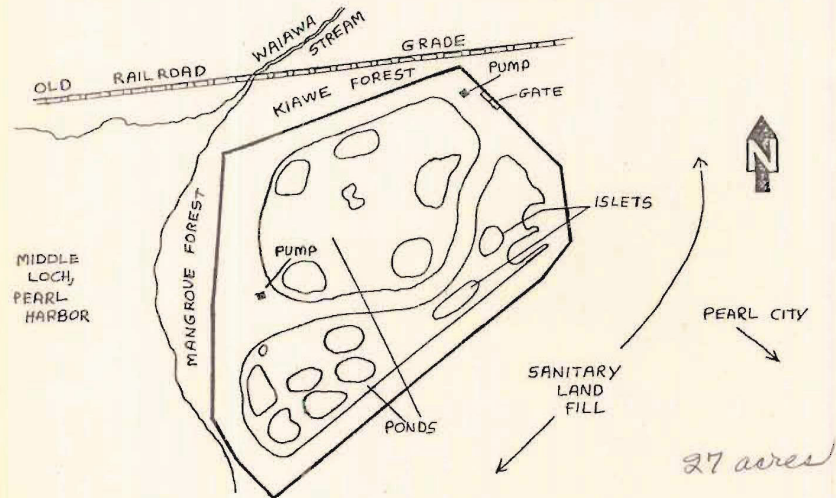 WAIAWA
STREAM
OLD RAILROAD GRADE
KIAWE FOREST
PUMP
GATE
N
MANGROVE FOREST
ISLETS
PUMP
MIDDLE
LOCH,
PEARL
HARBOR
PEARL CITY
SANITARY
LAND
FILL
PONDS
27 acres